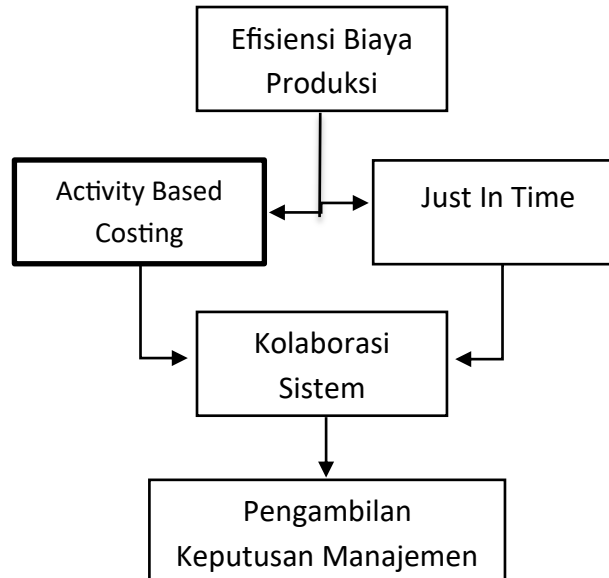 Efisiensi Biaya
Produksi
Activity Based
Costing
Just In Time
Kolaborasi
Sistem
Pengambilan
Keputusan Manajemen